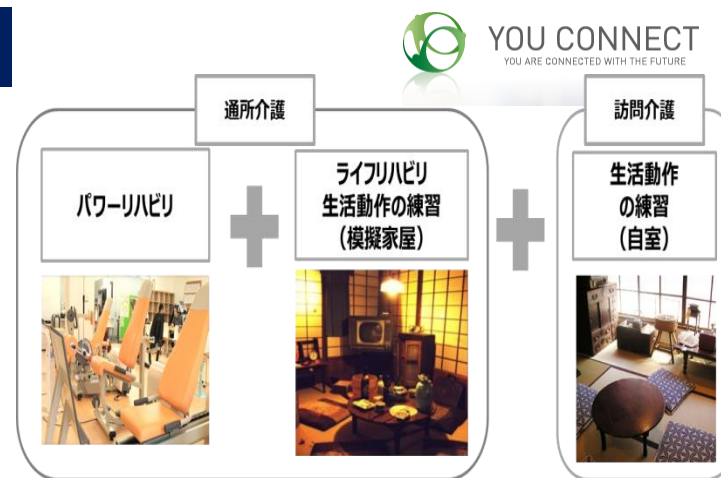 YOU CONNECT
YOU ARE CONNECTED WITH THE FUTURE
通所介護
訪問介護
パワーリハビリ
ライフリハビリ
生活動作の練習
（模擬家屋）
生活動作
の練習
（自室）